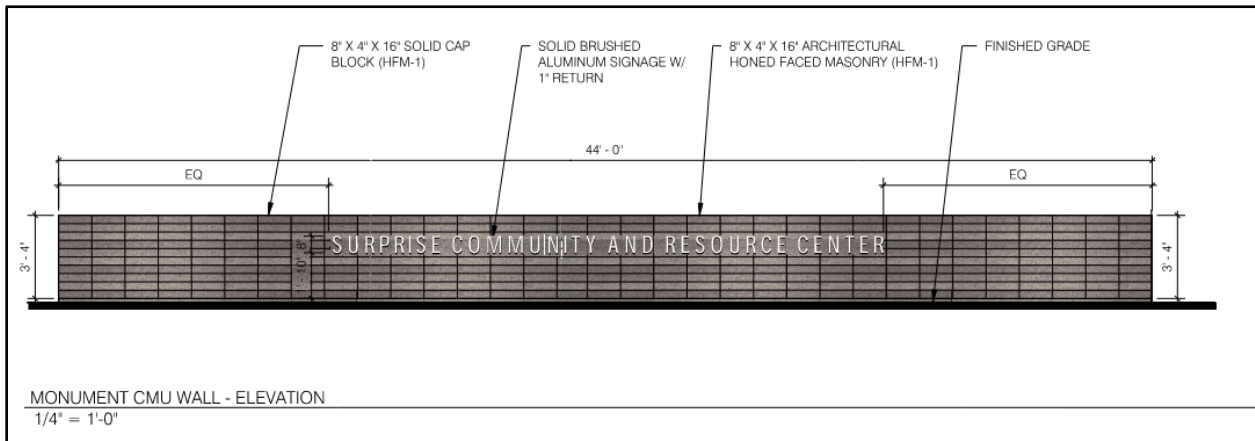 8" X 4" X 16" SOLID CAP
BLOCK (HFM-1)
SOLID BRUSHED
ALUMINUM SIGNAGE W/
1" RETURN
8" X 4" X 16" ARCHITECTURAL
HONED FACED MASONRY (HFM-1)
FINISHED GRADE
44' - 0"
EQ
EQ
3' - 4"
8"
1' - 10"
SURPRISE COMMUNITY AND RESOURCE CENTER
3' - 4"
MONUMENT CMU WALL - ELEVATION
1/4" = 1'-0"